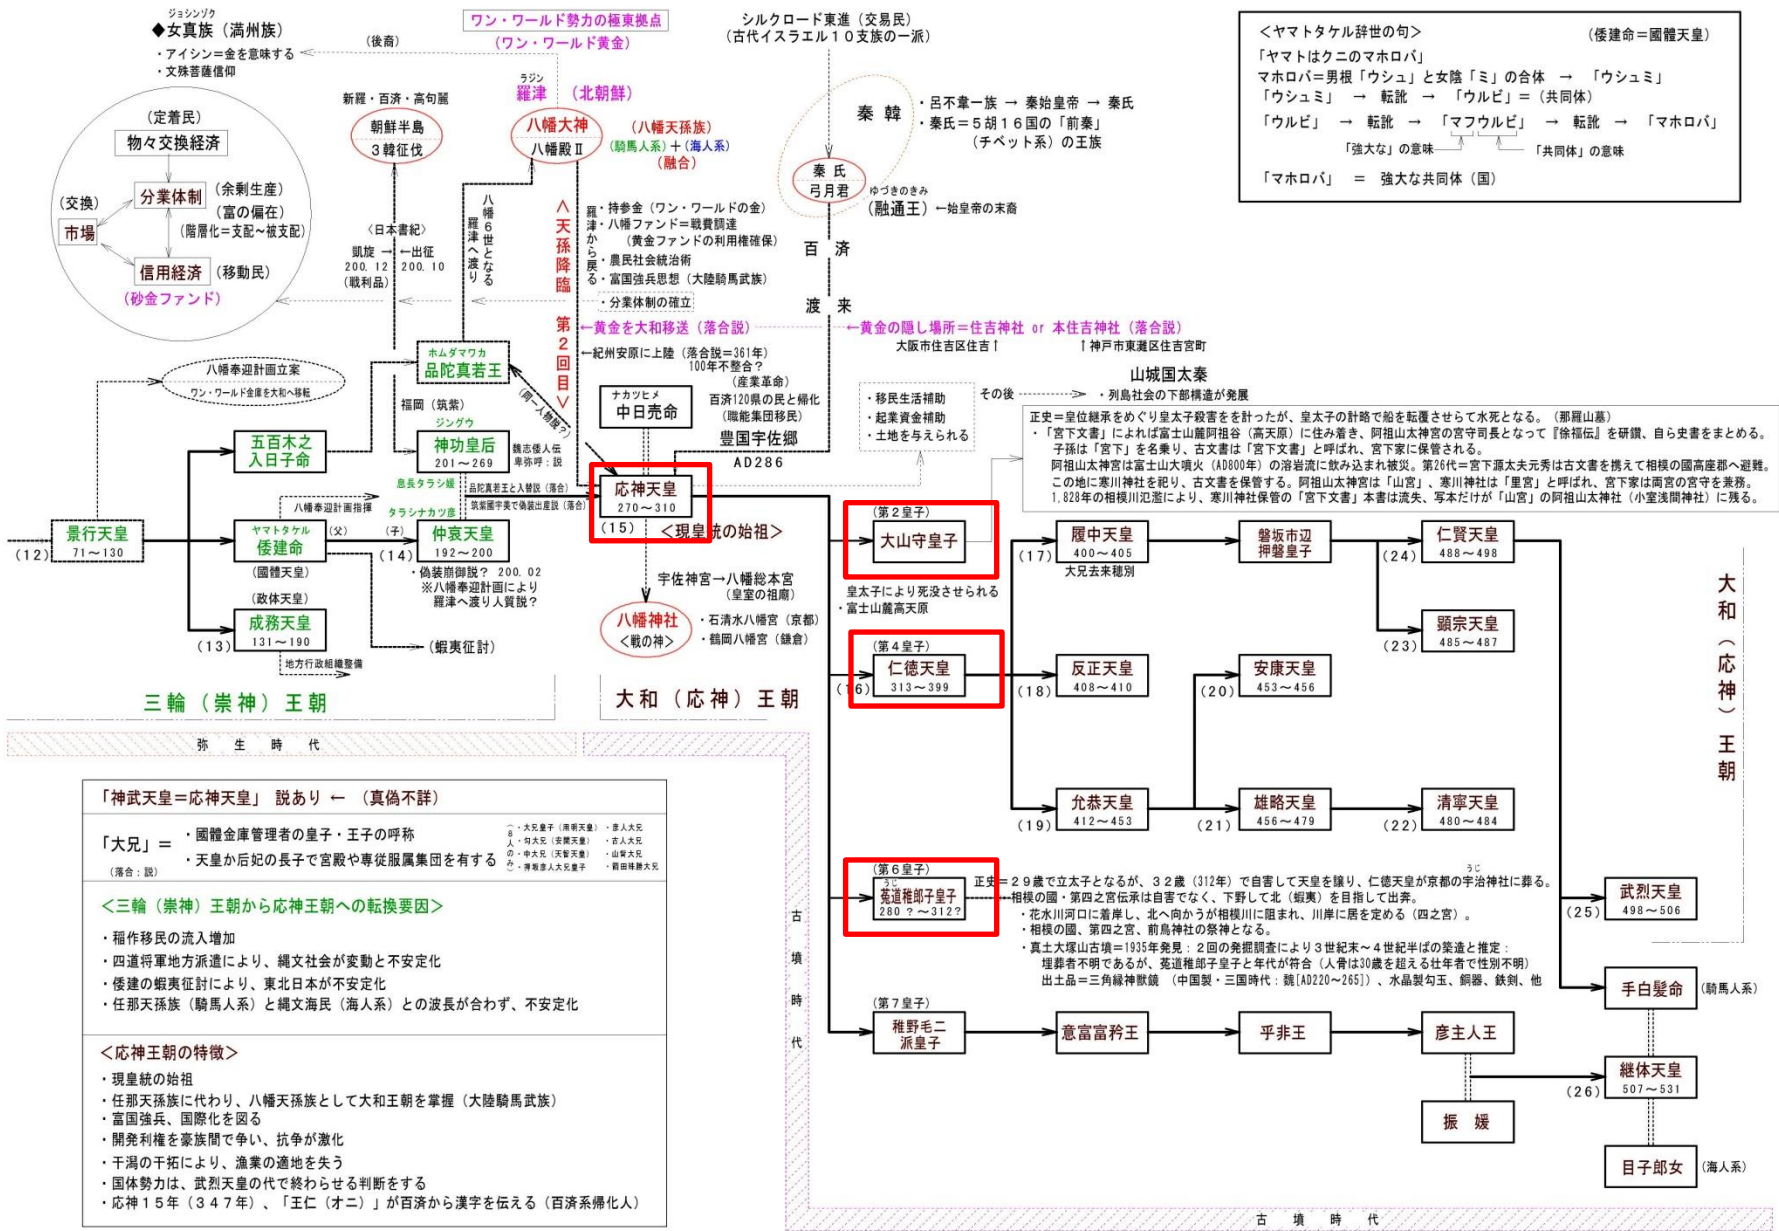 ジョシンゾク
◆女真族（満州族）
・アイシン＝金を意味する
・文殊菩薩信仰
（後裔）
ワン・ワールド勢力の極東拠点
（ワン・ワールド黄金）
シルクロード東進（交易民）
（古代イスラエル１０支族の一派）
＜ヤマトタケル辞世の句＞
（倭建命＝國體天皇）
「ヤマトはクニのマホロバ」
マホロバ＝男根「ウシュ」と女陰「ミ」の合体 → 「ウシュミ」
「ウシュミ」 → 転訛 → 「ウルビ」＝（共同体）
「ウルビ」 → 転訛 → 「マフウルビ」 → 転訛 → 「マホロバ」
「強大な」の意味
「共同体」の意味
「マホロバ」 ＝ 強大な共同体（国）
（定着民）
物々交換経済
分業体制
（余剰生産）
（富の偏在）
（階層化＝支配～被支配）
（交換）
市場
信用経済
（移動民）
（砂金ファンド）
新羅・百済・高句麗
朝鮮半島
３韓征伐
〈日本書紀〉
凱旋 → ←出征
200.12 200.10
（戦利品）
ラジン
羅津 （北朝鮮）
八幡大神
八幡殿Ⅱ
（八幡天孫族）
（騎馬人系）＋（海人系）
（融合）
八幡６世となる
羅津へ渡り
＜天孫降臨 第２回目＞
羅津から戻る
・持参金（ワン・ワールドの金）
・八幡ファンド＝戦費調達
（黄金ファンドの利用権確保）
・農民社会統治術
・富国強兵思想（大陸騎馬武族）
・分業体制の確立
秦韓
・呂不韋一族 → 秦始皇帝 → 秦氏
・秦氏＝５胡１６国の「前秦」
（チベット系）の王族
秦氏
弓月君
ゆづきのきみ
（融通王）←始皇帝の末裔
百済
渡来
←黄金を大和移送（落合説）
←黄金の隠し場所＝住吉神社 or 本住吉神社（落合説）
大阪市住吉区住吉↑
↑神戸市東灘区住吉宮町
←紀州安原に上陸（落合説＝361年）
100年不整合？
（産業革命）
百済120県の民と帰化
（職能集団移民）
豊国宇佐郷
AD286
・移民生活補助
・起業資金補助
・土地を与えられる
その後
山城国太秦
・列島社会の下部構造が発展
八幡奉迎計画立案
ワン・ワールド金庫を大和へ移転
ホムダマワカ
品陀真若王
（同一人物説？）
ナカツヒメ
中日売命
福岡（筑紫）
ジングウ
神功皇后
201～269
魏志倭人伝
卑弥呼：説
息長タラシ媛
品陀真若王と入替説（落合）
筑紫國宇美で偽装出産説（落合）
五百木之
入日子命
八幡奉迎計画指揮
（12）
景行天皇
71～130
ヤマトタケル
倭建命
（國體天皇）
（父）
（子）
タラシナカツ彦
（14）
仲哀天皇
192～200
・偽装崩御説？ 200.02
※八幡奉迎計画により
羅津へ渡り人質説？
（政体天皇）
（13）
成務天皇
131～190
地方行政組織整備
（蝦夷征討）
応神天皇
270～310
（15）
＜現皇統の始祖＞
宇佐神宮→八幡総本宮
（皇室の祖廟）
八幡神社
＜戦の神＞
・石清水八幡宮（京都）
・鶴岡八幡宮（鎌倉）
三輪（崇神）王朝
大和（応神）王朝
弥生時代
正史＝皇位継承をめぐり皇太子殺害をを計ったが、皇太子の計略で船を転覆させらて水死となる。（那羅山墓）
・「宮下文書」によれば富士山麓阿祖谷（高天原）に住み着き、阿祖山太神宮の宮守司長となって『徐福伝』を研鑽、自ら史書をまとめる。
子孫は「宮下」を名乗り、古文書は「宮下文書」と呼ばれ、宮下家に保管される。
阿祖山太神宮は富士山大噴火（AD800年）の溶岩流に飲み込まれ被災。第26代＝宮下源太夫元秀は古文書を携えて相模の國高座郡へ避難。
この地に寒川神社を祀り、古文書を保管する。阿祖山太神宮は「山宮」、寒川神社は「里宮」と呼ばれ、宮下家は両宮の宮守を兼務。
1,828年の相模川氾濫により、寒川神社保管の「宮下文書」本書は流失、写本だけが「山宮」の阿祖山太神社（小室浅間神社）に残る。
（第２皇子）
大山守皇子
皇太子により死没させられる
・富士山麓高天原
（第４皇子）
仁徳天皇
313～399
（16）
（17）
履中天皇
400～405
大兄去来穂別
磐坂市辺
押磐皇子
（24）
仁賢天皇
488～498
（23）
顕宗天皇
485～487
（18）
反正天皇
408～410
（20）
安康天皇
453～456
（19）
允恭天皇
412～453
（21）
雄略天皇
456～479
（22）
清寧天皇
480～484
大和（応神）王朝
（第６皇子）
うじ
菟道稚郎子皇子
280 ？～312？
うじ
正史＝２９歳で立太子となるが、３２歳（312年）で自害して天皇を譲り、仁徳天皇が京都の宇治神社に葬る。
相模の國・第四之宮伝承は自害でなく、下野して北（蝦夷）を目指して出奔。
・花水川河口に着岸し、北へ向かうが相模川に阻まれ、川岸に居を定める（四之宮）。
・相模の國、第四之宮、前鳥神社の祭神となる。
・真土大塚山古墳＝1935年発見：２回の発掘調査により３世紀末～４世紀半ばの築造と推定：
埋葬者不明であるが、菟道稚郎子皇子と年代が符合（人骨は30歳を超える壮年者で性別不明）
出土品＝三角縁神獣鏡 （中国製・三国時代：魏[AD220～265]）、水晶製勾玉、銅器、鉄剣、他
（25）
武烈天皇
498～506
手白髪命
（騎馬人系）
（第７皇子）
稚野毛二
派皇子
意富富矜王
乎非王
彦主人王
振媛
（26）
継体天皇
507～531
目子郎女
（海人系）
古墳時代
古墳時代
「神武天皇＝応神天皇」 説あり ← （真偽不詳）
「大兄」＝
（落合：説）
・國體金庫管理者の皇子・王子の呼称
・天皇か后妃の長子で宮殿や専従服属集団を有する
（８人のみ）
・大兄皇子（用明天皇）・彦人大兄
・勾大兄（安閑天皇） ・古人大兄
・中大兄（天智天皇） ・山背大兄
・押坂彦人大兄皇子 ・箭田珠勝大兄
＜三輪（崇神）王朝から応神王朝への転換要因＞
・稲作移民の流入増加
・四道将軍地方派遣により、縄文社会が変動と不安定化
・倭建の蝦夷征討により、東北日本が不安定化
・任那天孫族（騎馬人系）と縄文海民（海人系）との波長が合わず、不安定化
＜応神王朝の特徴＞
・現皇統の始祖
・任那天孫族に代わり、八幡天孫族として大和王朝を掌握（大陸騎馬武族）
・富国強兵、国際化を図る
・開発利権を豪族間で争い、抗争が激化
・干潟の干拓により、漁業の適地を失う
・国体勢力は、武烈天皇の代で終わらせる判断をする
・応神１５年（３４７年）、「王仁（オニ）」が百済から漢字を伝える（百済系帰化人）